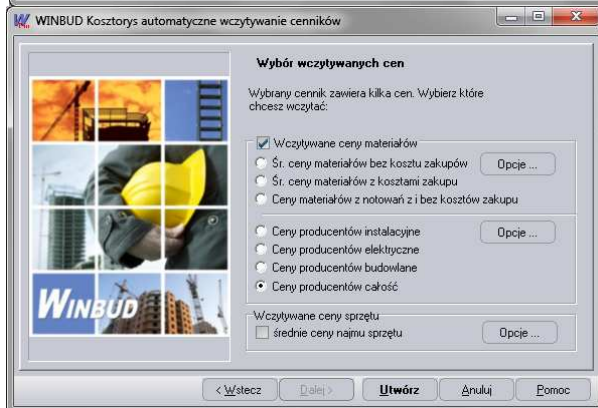 WINBUD Kosztorys automatyczne wczytywanie cenników
Wybór wczytywanych cen
Wybrany cennik zawiera kilka cen. Wybierz które
chcesz wczytać:
Wczytywane ceny materiałów
Śr. ceny materiałów bez kosztu zakupów
Opcje ...
Śr. ceny materiałów z kosztami zakupu
Ceny materiałów z notowań z i bez kosztów zakupu
Ceny producentów instalacyjne
Opcje ...
Ceny producentów elektryczne
Ceny producentów budowlane
Ceny producentów całość
WINBUD
Wczytywane ceny sprzętu
średnie ceny najmu sprzętu
Opcje ...
< Wstecz
Dalej >
Utwórz
Anuluj
Pomoc